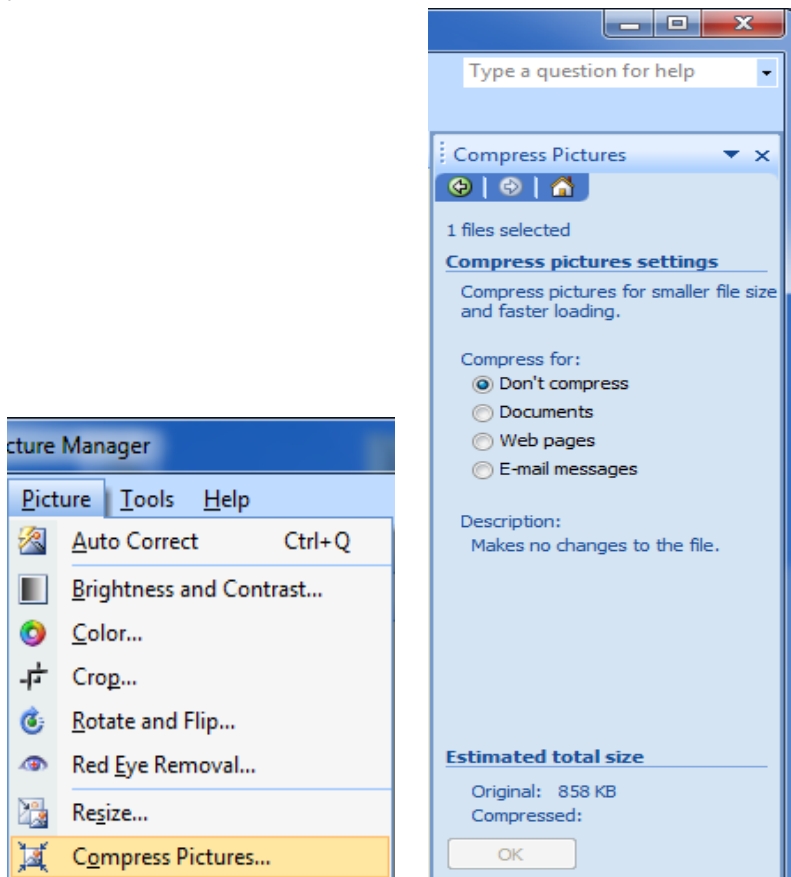 cture Manager
Picture Tools Help
Auto Correct Ctrl+Q
Brightness and Contrast...
Color...
Crop...
Rotate and Flip...
Red Eye Removal...
Resize...
Compress Pictures...
Type a question for help
Compress Pictures
1 files selected
Compress pictures settings
Compress pictures for smaller file size
and faster loading.
Compress for:
Don't compress
Documents
Web pages
E-mail messages
Description:
Makes no changes to the file.
Estimated total size
Original: 858 KB
Compressed:
OK